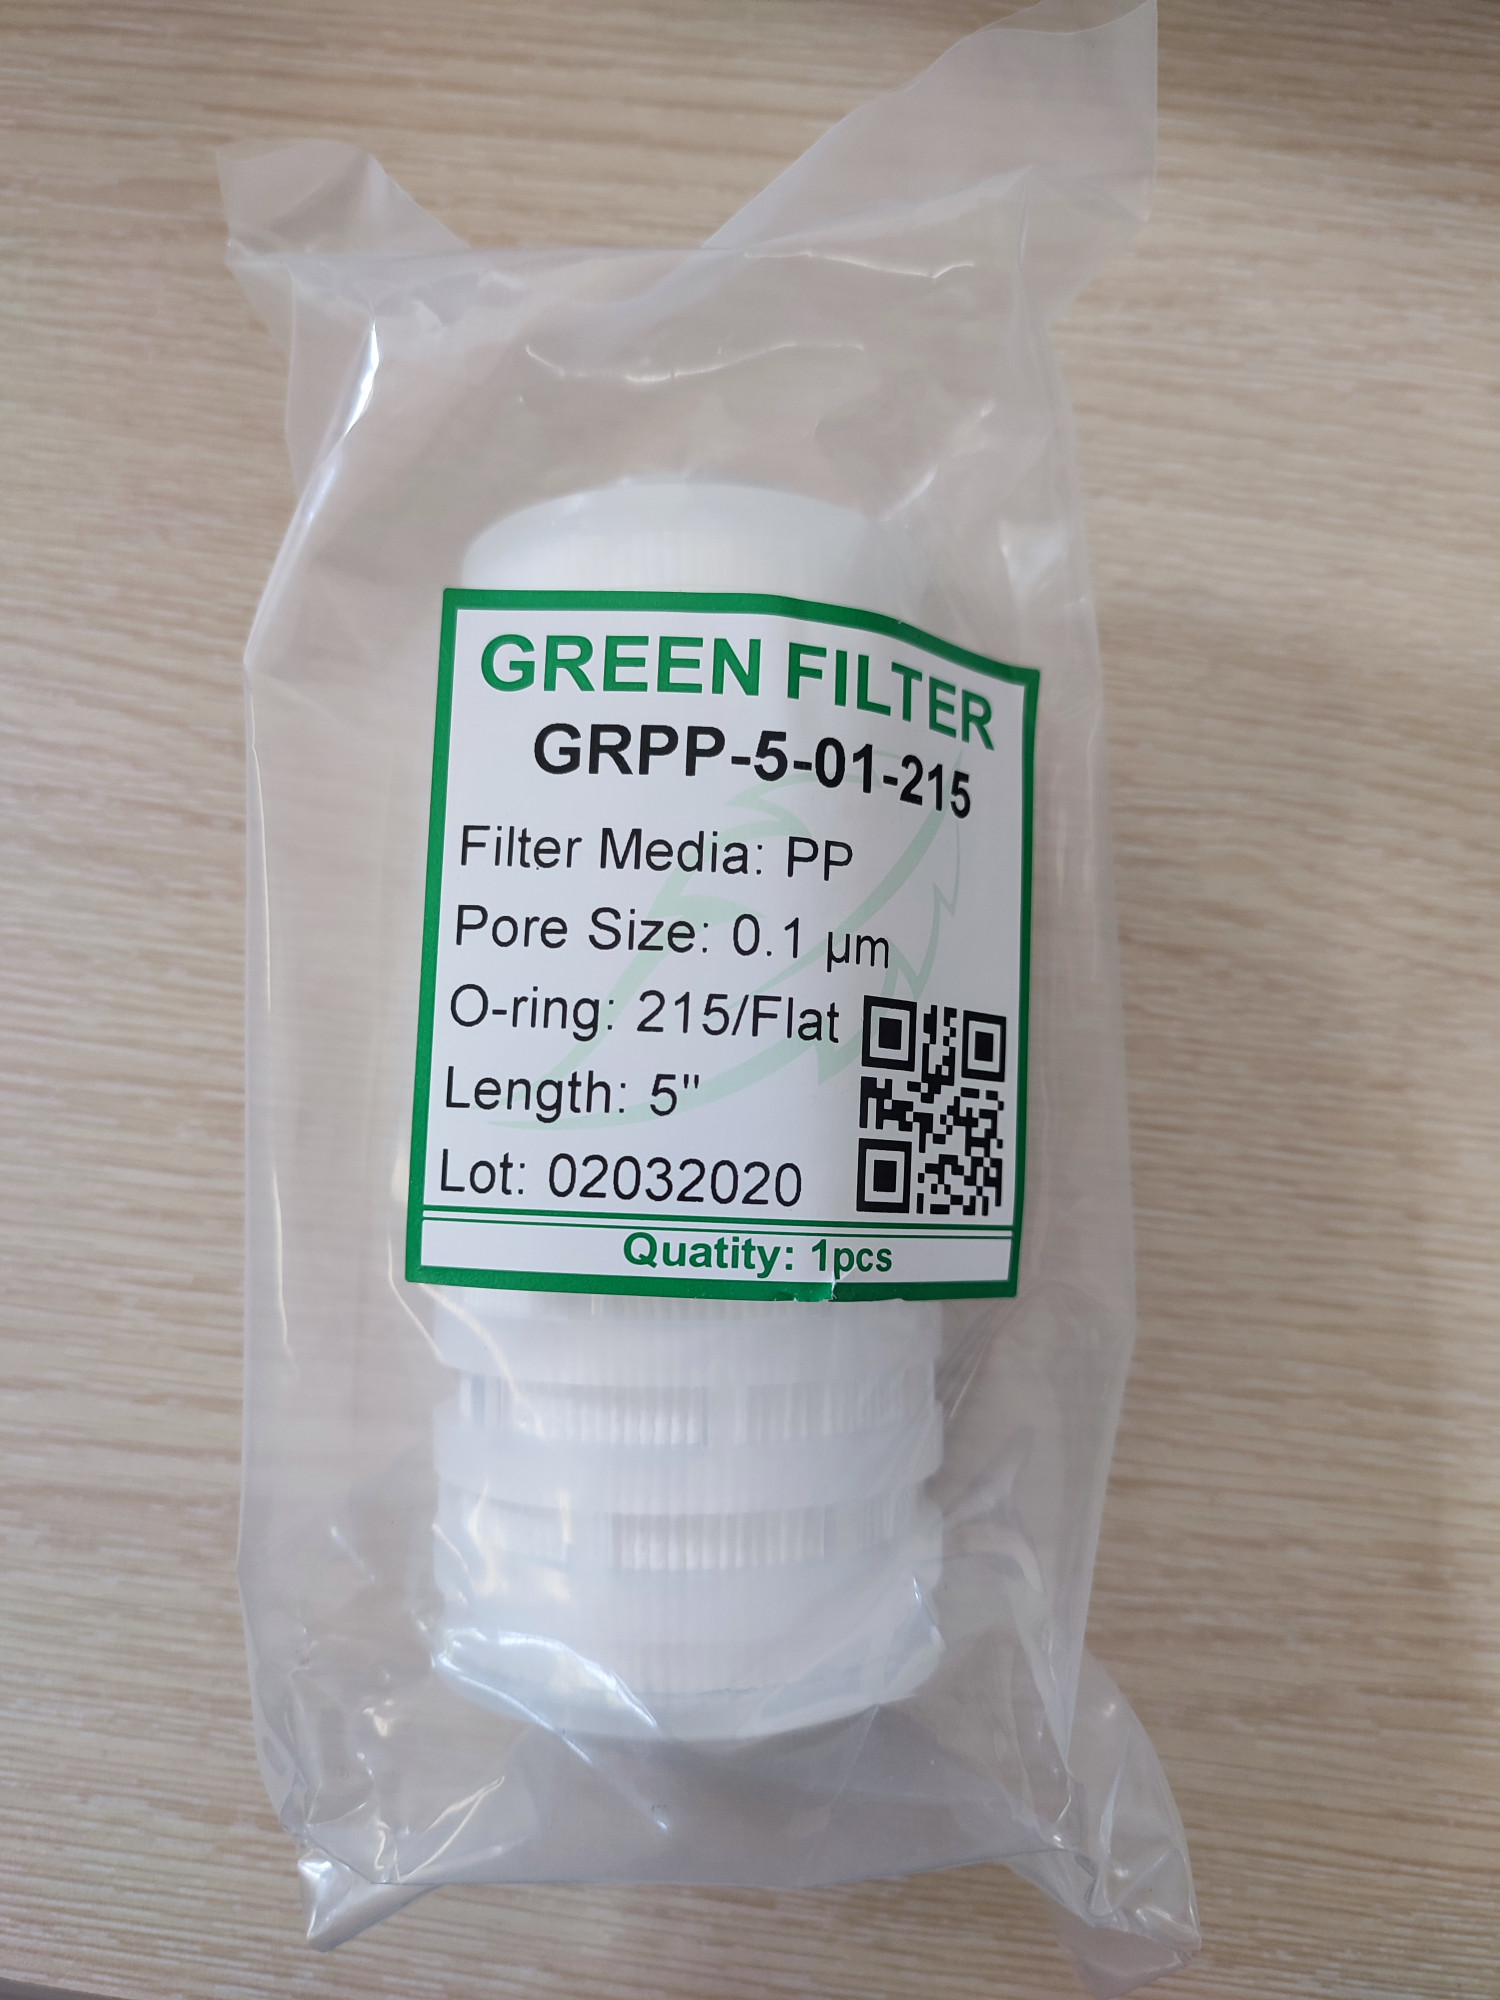 GREEN FILTER
GRPP-5-01-215
Filter Media: PP
Pore Size: 0.1 µm
O-ring: 215/Flat
Length: 5"
Lot: 02032020
Quatity: 1pcs